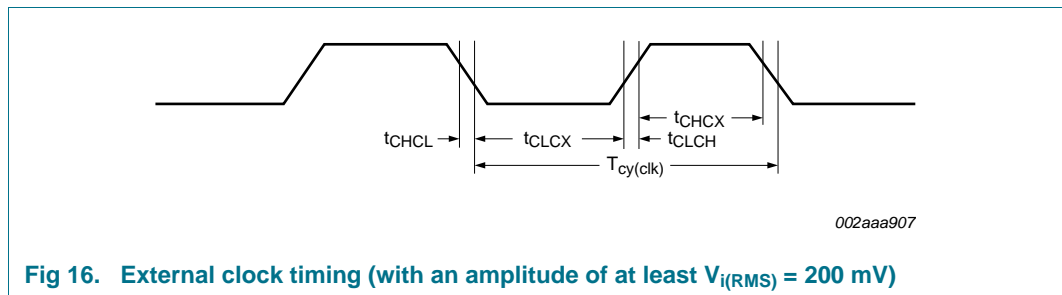 tCHCX
tCHCL tCLCX tCLCH
Tcy(clk)
002aaa907
Fig 16. External clock timing (with an amplitude of at least Vi(RMS) = 200 mV)